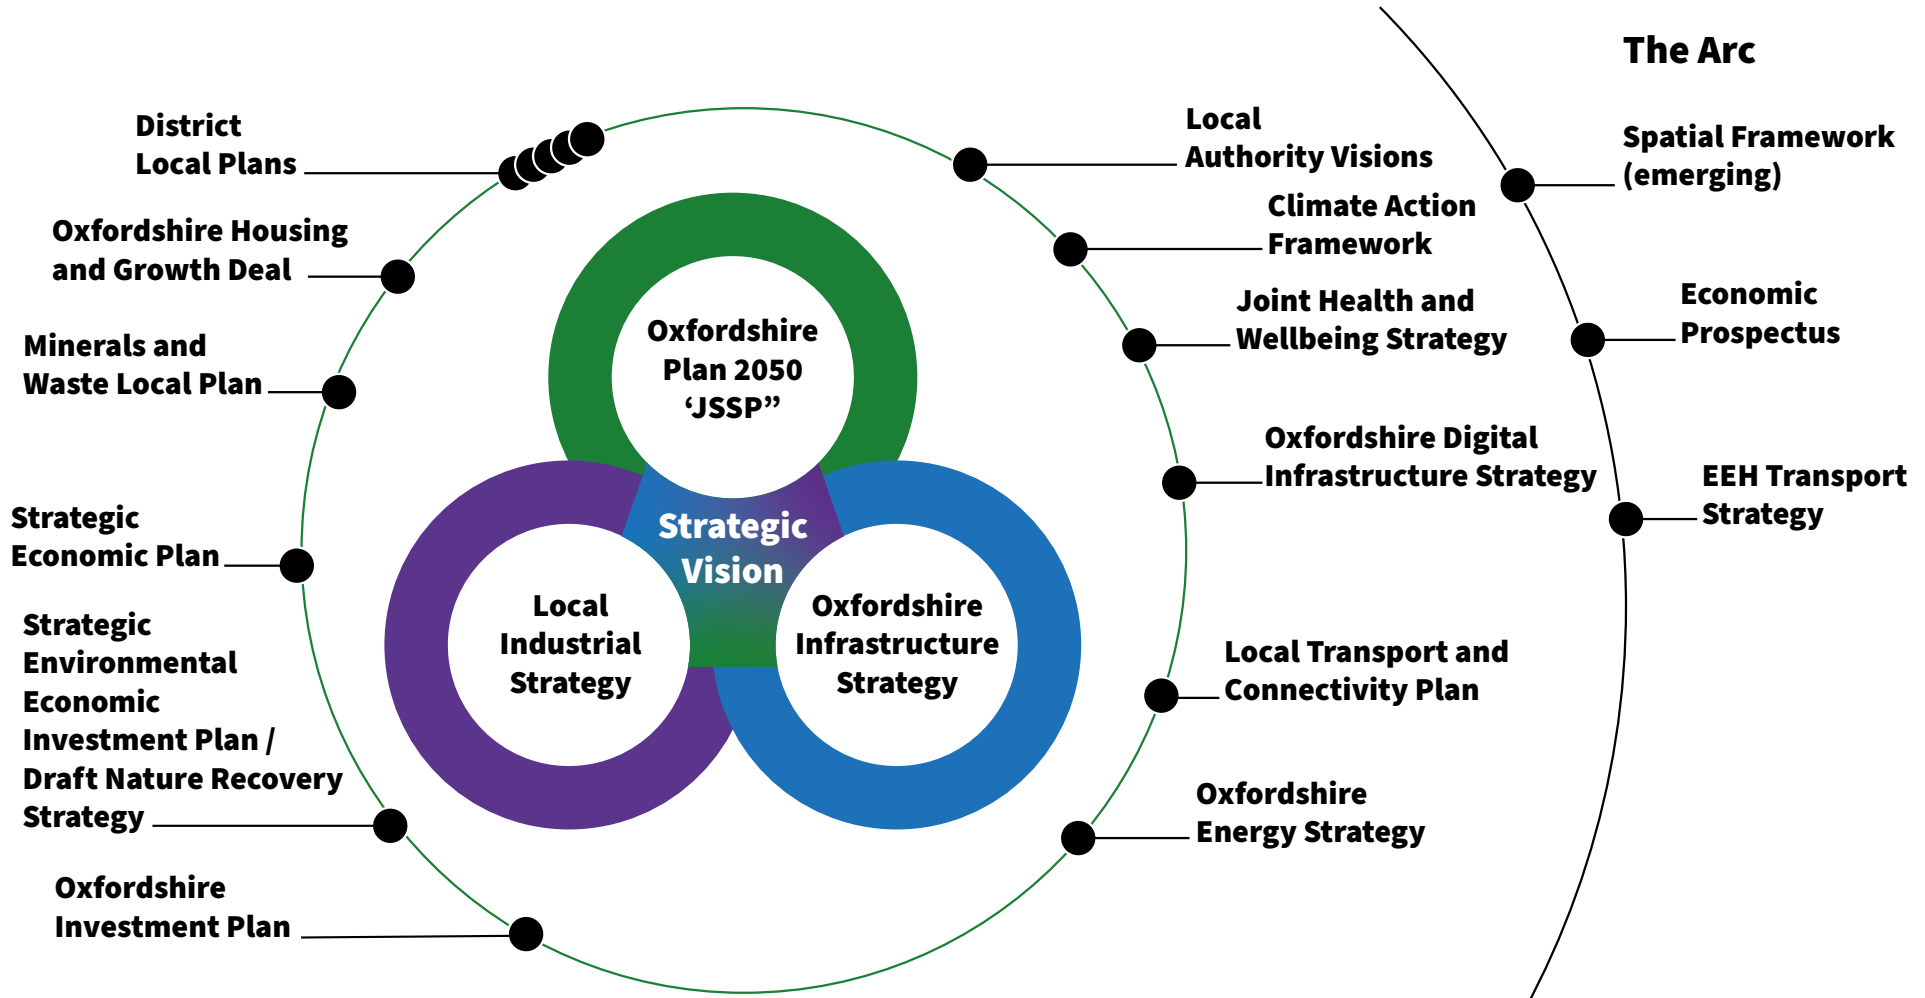 The Arc
District
Local Plans
Oxfordshire Housing
and Growth Deal
Minerals and
Waste Local Plan
Strategic
Economic Plan
Strategic
Environmental
Economic
Investment Plan /
Draft Nature Recovery
Strategy
Oxfordshire
Investment Plan
Oxfordshire
Plan 2050
‘JSSP”
Strategic
Vision
Local
Industrial
Strategy
Oxfordshire
Infrastructure
Strategy
Local
Authority Visions
Climate Action
Framework
Joint Health and
Wellbeing Strategy
Oxfordshire Digital
Infrastructure Strategy
Local Transport and
Connectivity Plan
Oxfordshire
Energy Strategy
Spatial Framework
(emerging)
Economic
Prospectus
EEH Transport
Strategy